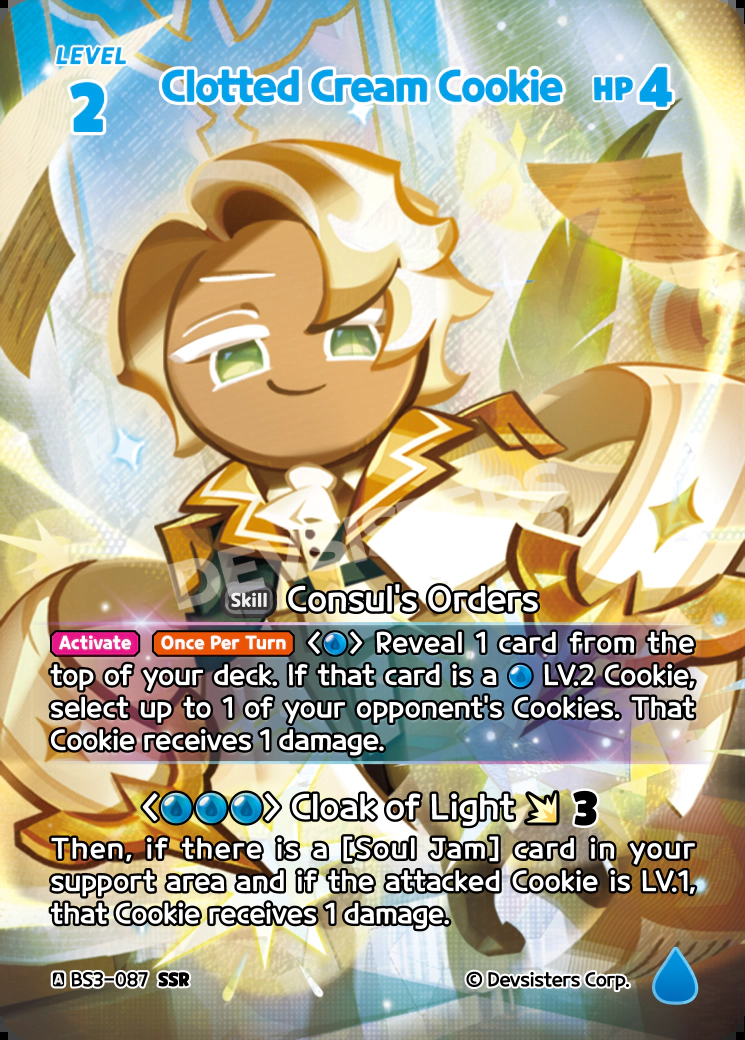 LEVEL
2
Clotted Cream Cookie HP 4
DEVSISTERS
Skill Consul's Orders
Activate Once Per Turn < > Reveal 1 card from the
top of your deck. If that card is a LV.2 Cookie,
select up to 1 of your opponent's Cookies. That
Cookie receives 1 damage.
< > Cloak of Light 3
Then, if there is a [Soul Jam] card in your
support area and if the attacked Cookie is LV.1,
that Cookie receives 1 damage.
A BS3-087 SSR
© Devsisters Corp.